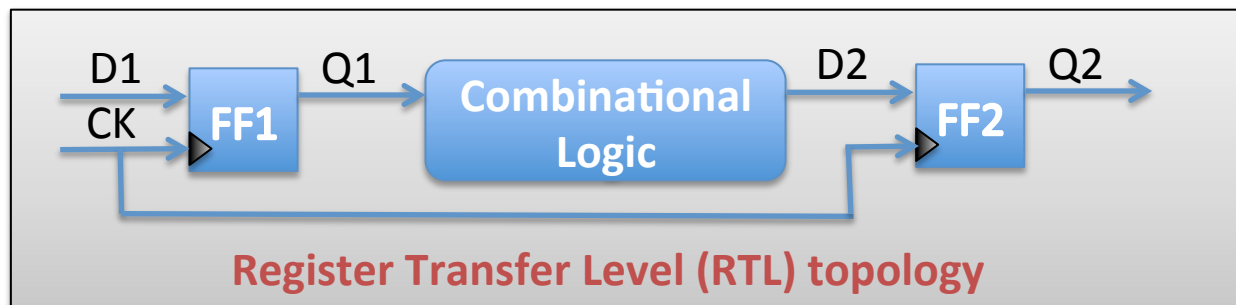 D1
Q1
D2
Q2
CK
FF1
Combinational
Logic
FF2
Register Transfer Level (RTL) topology